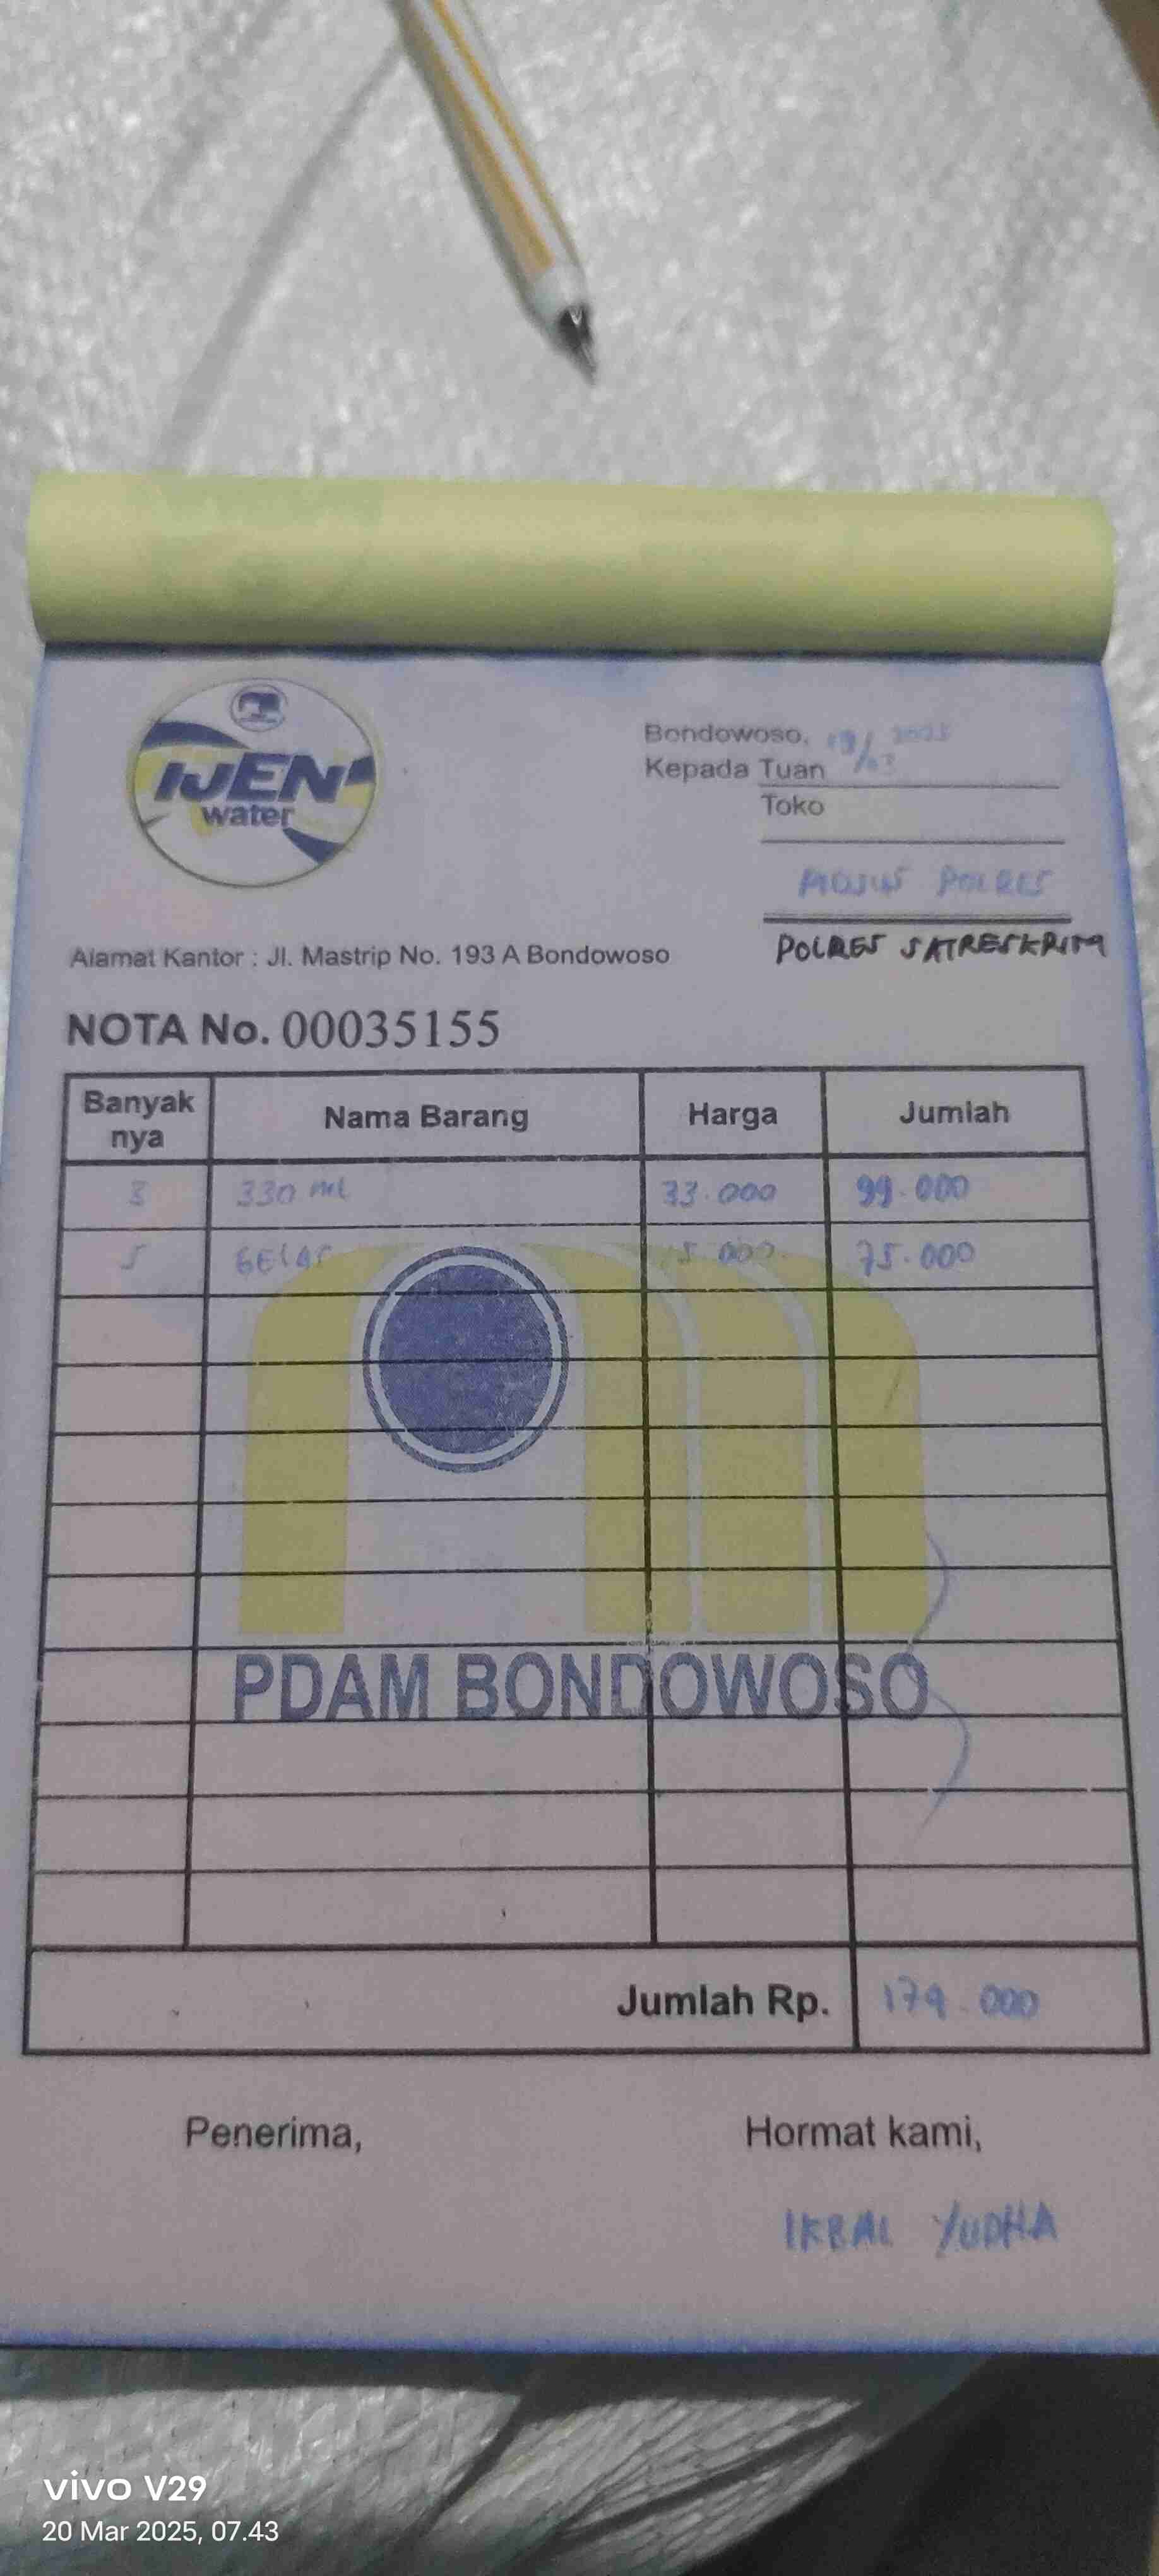 IJEN
water
Bondowoso, 19/03 2025
Kepada Tuan
Toko
POLRES
Alamat Kantor : Jl. Mastrip No. 193 A Bondowoso
POLRES SATRESKRIM
NOTA No. 00035155
Banyak nya Nama Barang Harga Jumlah
3 330 ml 33.000 99.000
5 GELAS 5.000 75.000
PDAM BONDOWOSO
Jumlah Rp. 174.000
Penerima, Hormat kami,
IKBAL YUDHA
vivo V29
20 Mar 2025, 07.43